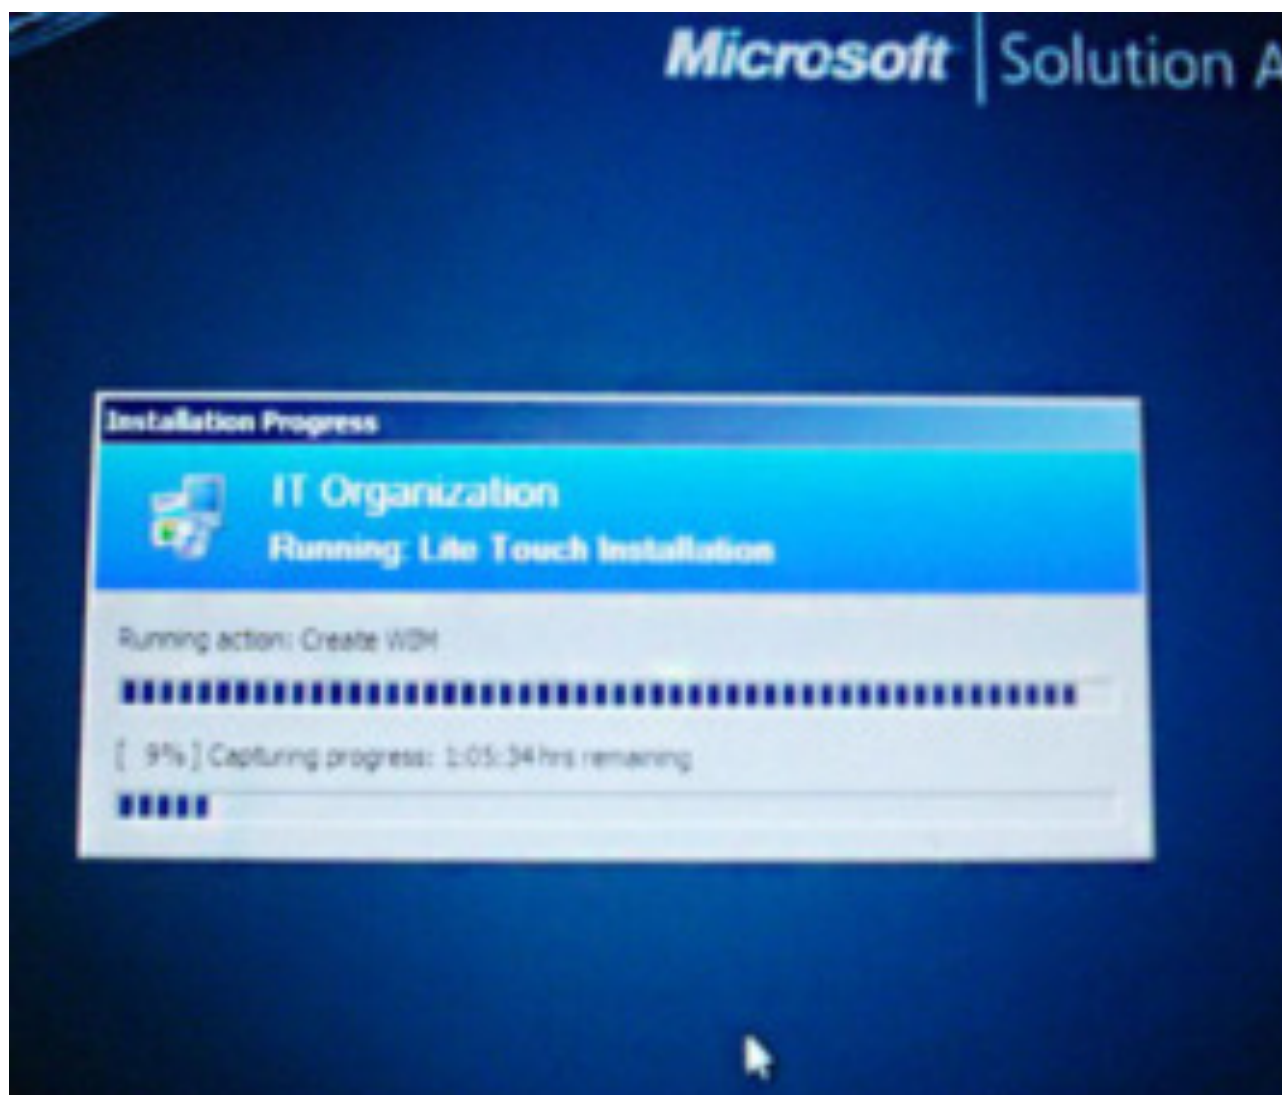 Microsoft | Solution A
Installation Progress
IT Organization
Running: Lite Touch Installation
Running action: Create WIM
[ 9% ] Capturing progress: 1:05:34 hrs remaining